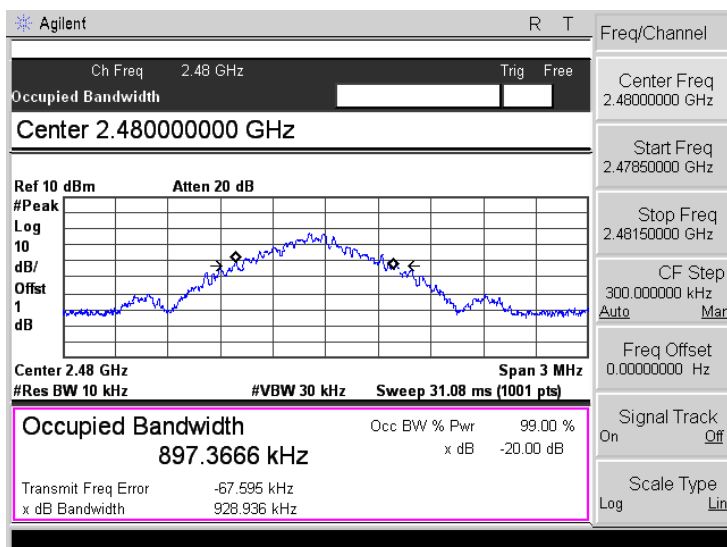 Agilent R T
Freq/Channel
Ch Freq 2.48 GHz Trig Free
Occupied Bandwidth
Center 2.480000000 GHz
Ref 10 dBm Atten 20 dB
#Peak
Log
10
dB/
Offst
1
dB
Center 2.48 GHz Span 3 MHz
#Res BW 10 kHz #VBW 30 kHz Sweep 31.08 ms (1001 pts)
Occupied Bandwidth Occ BW % Pwr 99.00 %
897.3666 kHz x dB -20.00 dB
Transmit Freq Error -67.595 kHz
x dB Bandwidth 928.936 kHz
Center Freq
2.48000000 GHz
Start Freq
2.47850000 GHz
Stop Freq
2.48150000 GHz
CF Step
300.000000 kHz
Auto Man
Freq Offset
0.00000000 Hz
Signal Track
On Off
Scale Type
Log Lin